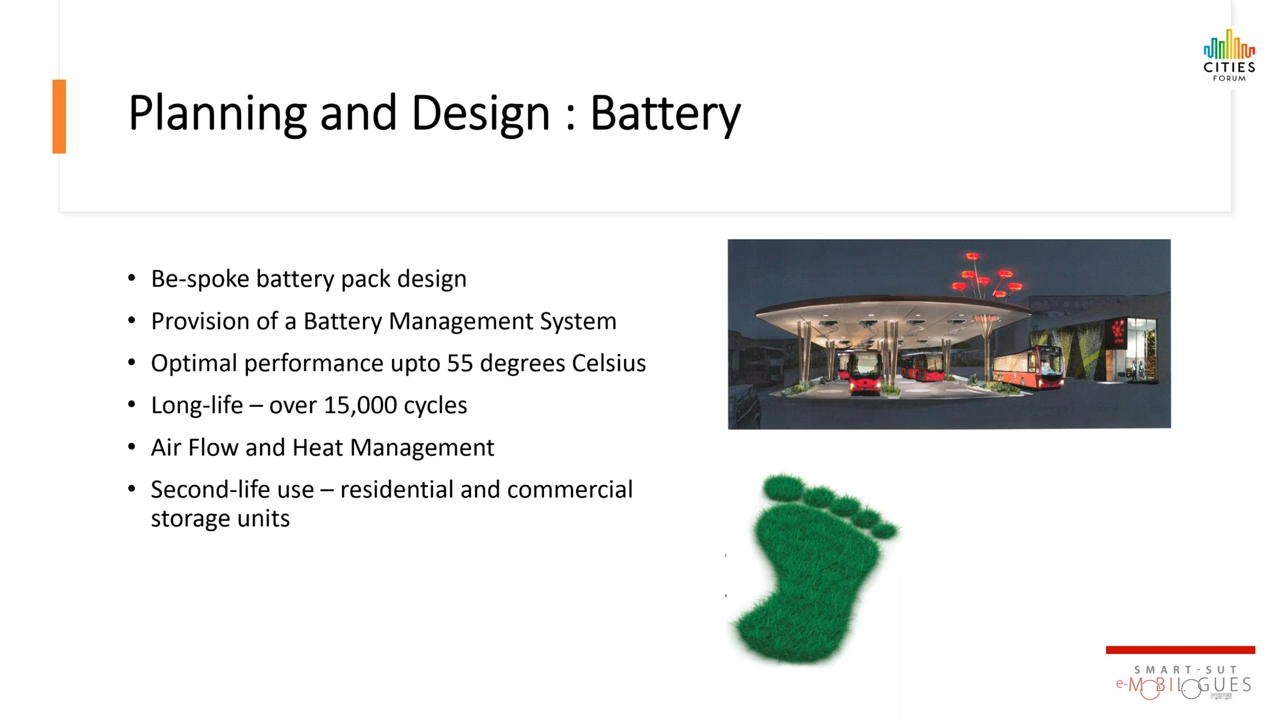 CITIES
FORUM
Planning and Design : Battery
• Be-spoke battery pack design
• Provision of a Battery Management System
• Optimal performance upto 55 degrees Celsius
• Long-life – over 15,000 cycles
• Air Flow and Heat Management
• Second-life use – residential and commercial
storage units
SMART-SUT
e-MOBILOGUES